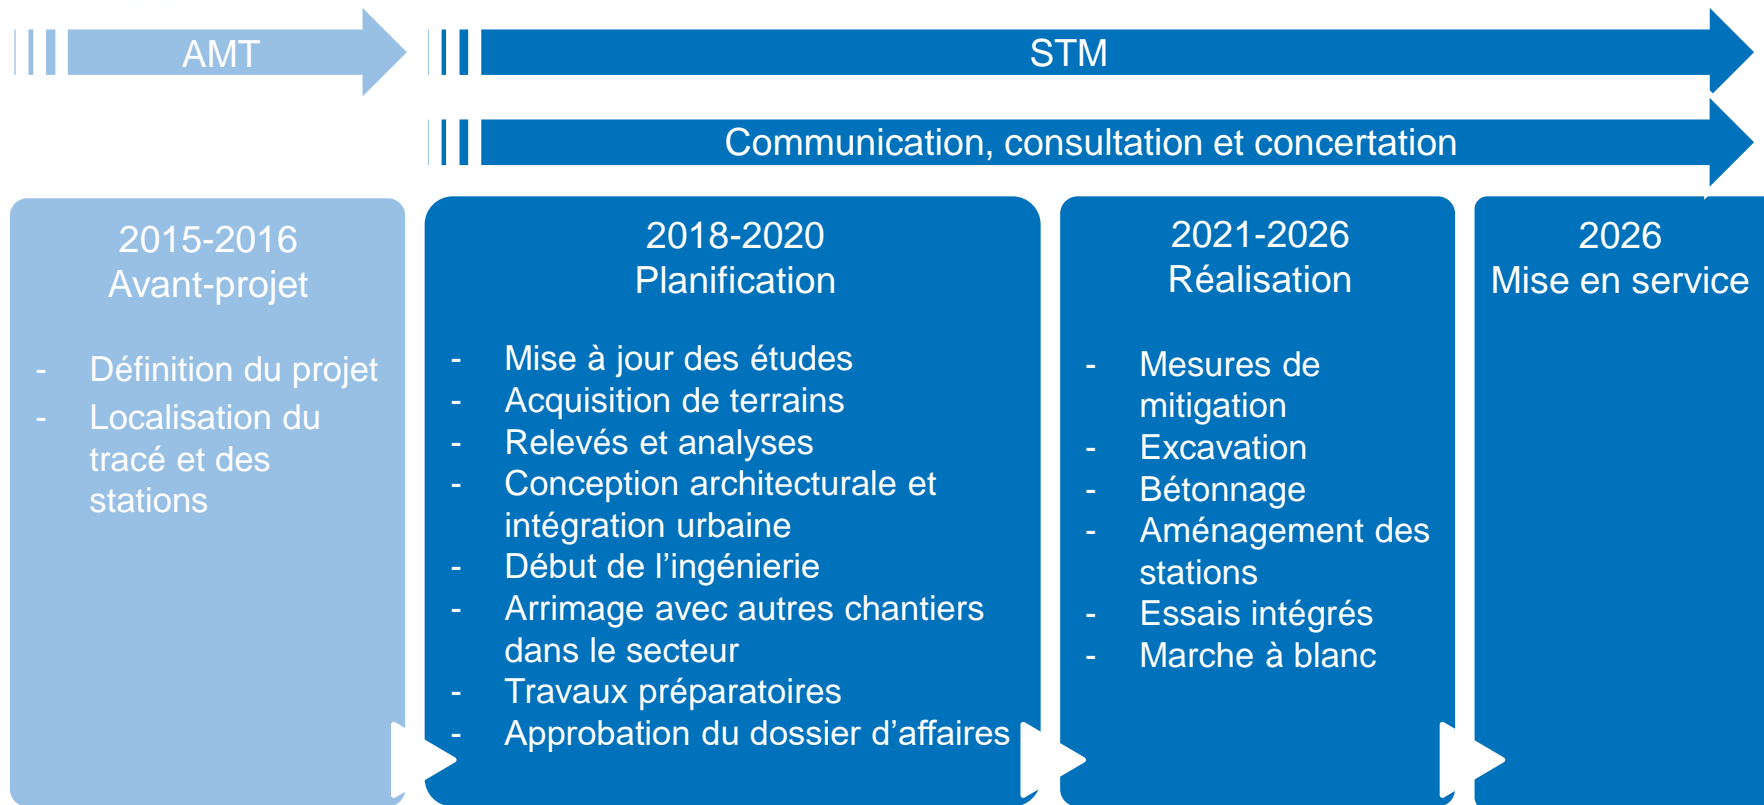 AMT
STM
Communication, consultation et concertation
2015-2016
Avant-projet
- Définition du projet
- Localisation du
tracé et des
stations
2018-2020
Planification
- Mise à jour des études
- Acquisition de terrains
- Relevés et analyses
- Conception architecturale et
intégration urbaine
- Début de l’ingénierie
- Arrimage avec autres chantiers
dans le secteur
- Travaux préparatoires
- Approbation du dossier d’affaires
2021-2026
Réalisation
- Mesures de
mitigation
- Excavation
- Bétonnage
- Aménagement des
stations
- Essais intégrés
- Marche à blanc
2026
Mise en service